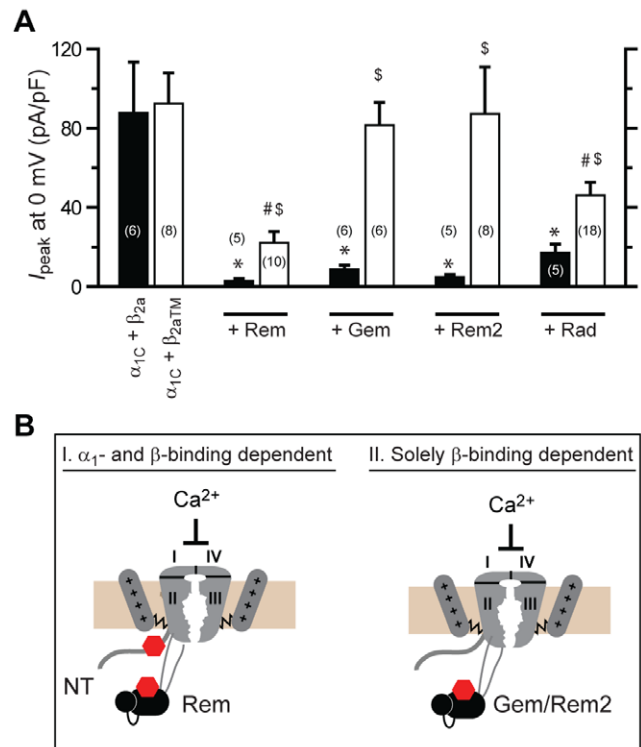 A
I_peak at 0 mV (pA/pF)
120
80
40
0
(6)
(8)
(5)
*
# $
(10)
(6)
*
$
(6)
(5)
*
$
(8)
*
(5)
# $
(18)
α1C + β2a
α1C + β2aTM
+ Rem
+ Gem
+ Rem2
+ Rad
B
I. α1- and β-binding dependent
II. Solely β-binding dependent
Ca2+
Ca2+
I IV
II III
I IV
II III
+ + + +
+ + + +
+ + + +
+ + + +
NT
Rem
Gem/Rem2